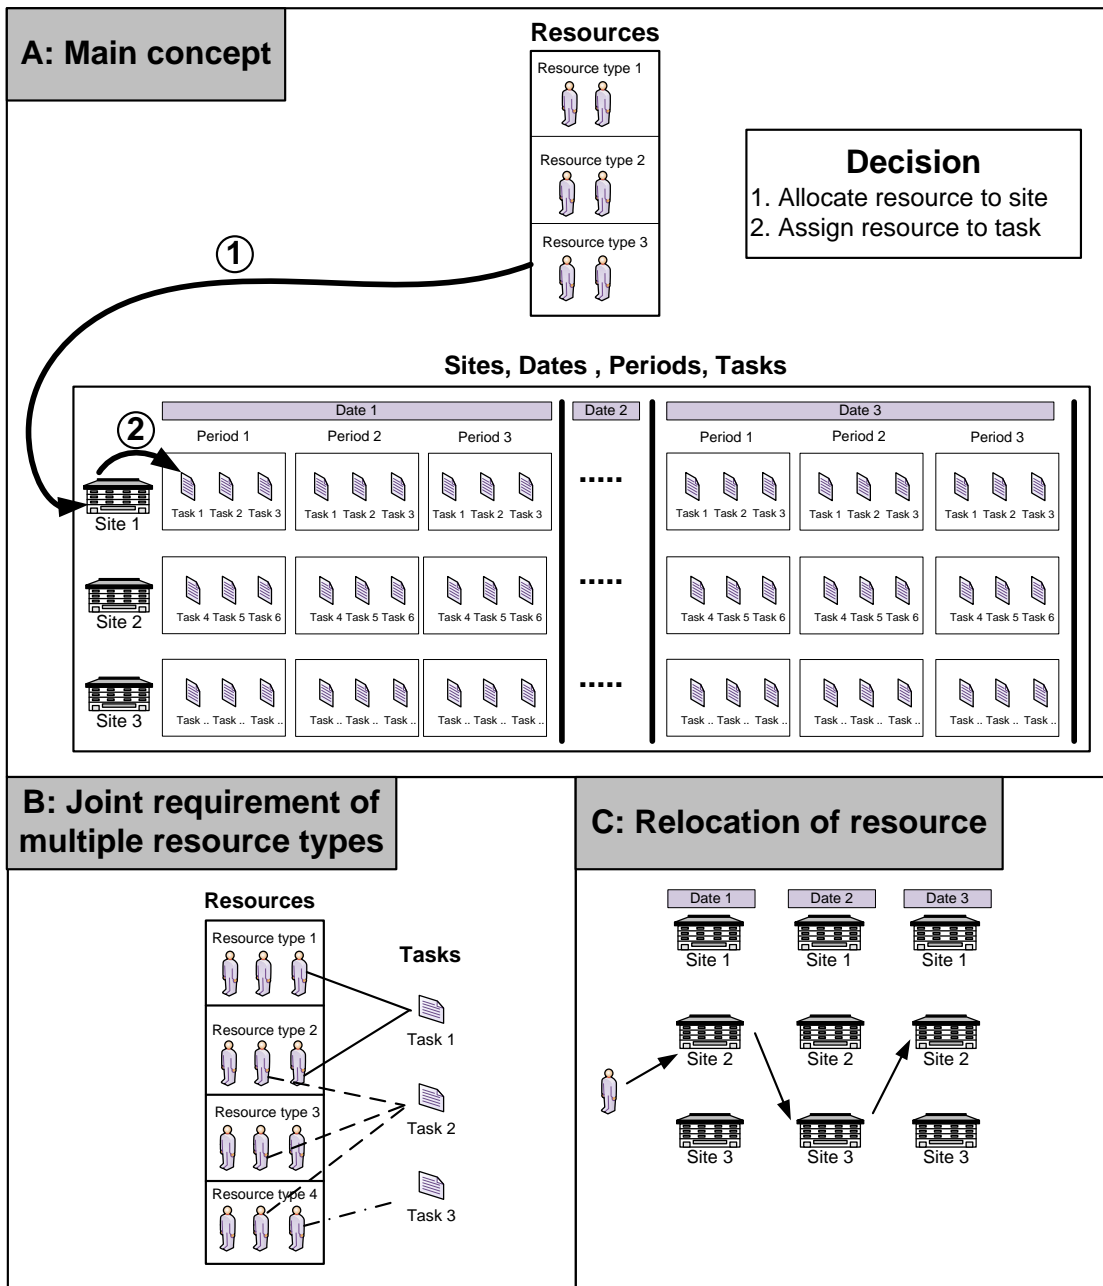 A: Main concept
Resources
Resource type 1
Resource type 2
Resource type 3
Decision
1. Allocate resource to site
2. Assign resource to task
1
Sites, Dates , Periods, Tasks
Date 1
Date 2
Date 3
2
Period 1
Period 2
Period 3
Period 1
Period 2
Period 3
.....
Site 1
Task 1 Task 2 Task 3
Task 1 Task 2 Task 3
Task 1 Task 2 Task 3
Task 1 Task 2 Task 3
Task 1 Task 2 Task 3
Task 1 Task 2 Task 3
.....
Site 2
Task 4 Task 5 Task 6
Task 4 Task 5 Task 6
Task 4 Task 5 Task 6
Task 4 Task 5 Task 6
Task 4 Task 5 Task 6
Task 4 Task 5 Task 6
.....
Site 3
Task .. Task .. Task ..
Task .. Task .. Task ..
Task .. Task .. Task ..
Task .. Task .. Task ..
Task .. Task .. Task ..
Task .. Task .. Task ..
B: Joint requirement of
multiple resource types
Resources
Resource type 1
Resource type 2
Resource type 3
Resource type 4
Tasks
Task 1
Task 2
Task 3
C: Relocation of resource
Date 1
Date 2
Date 3
Site 1
Site 1
Site 1
Site 2
Site 2
Site 2
Site 3
Site 3
Site 3